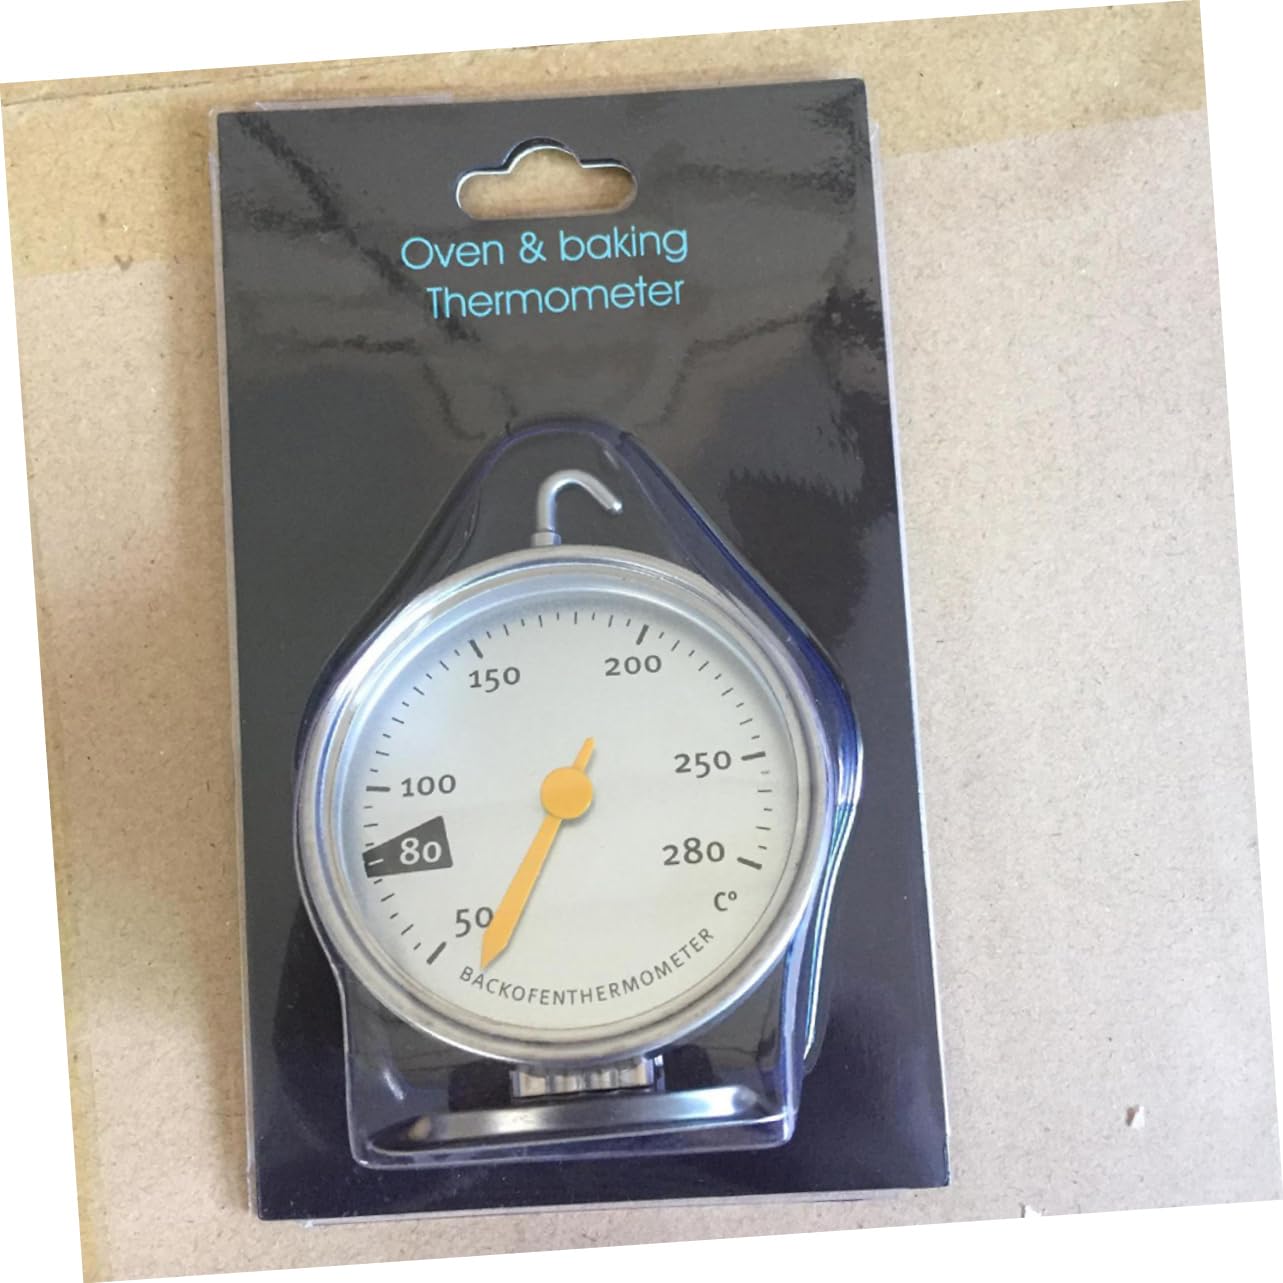 Oven & baking
Thermometer
150
200
100
250
80
280
50
C°
BACKOFENTHERMOMETER